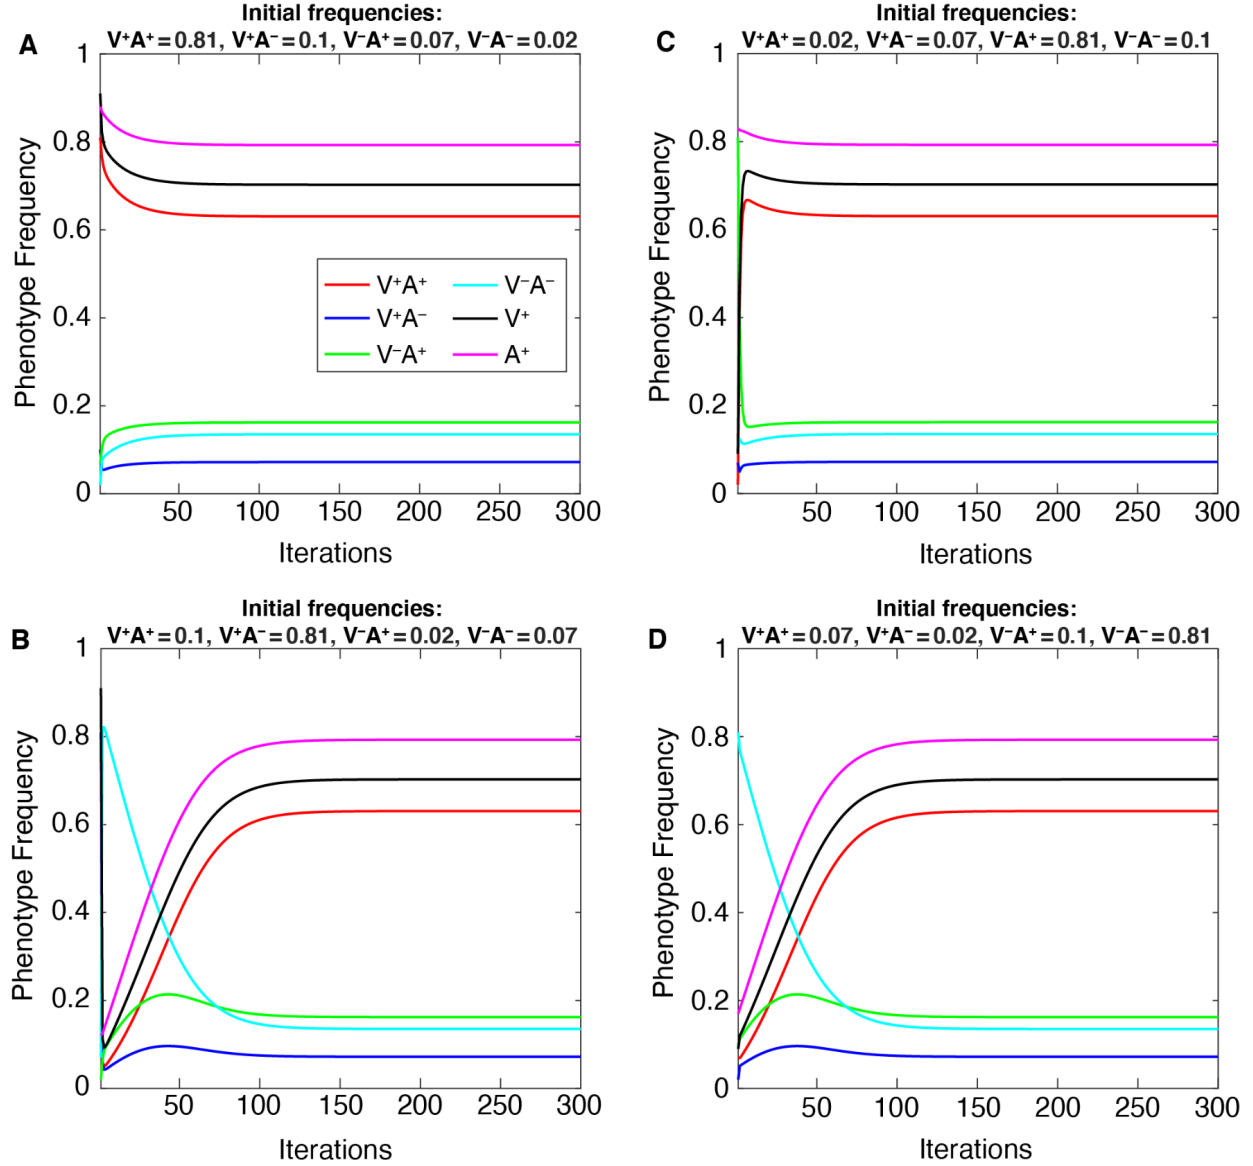 Initial frequencies:
A V⁺A⁺ = 0.81, V⁺A⁻ = 0.1, V⁻A⁺ = 0.07, V⁻A⁻ = 0.02
1
0.8
0.6
0.4
0.2
0
Phenotype Frequency
V⁺A⁺ V⁻A⁻
V⁺A⁻ V⁺
V⁻A⁺ A⁺
50 100 150 200 250 300
Iterations
Initial frequencies:
C V⁺A⁺ = 0.02, V⁺A⁻ = 0.07, V⁻A⁺ = 0.81, V⁻A⁻ = 0.1
1
0.8
0.6
0.4
0.2
0
Phenotype Frequency
50 100 150 200 250 300
Iterations
Initial frequencies:
B V⁺A⁺ = 0.1, V⁺A⁻ = 0.81, V⁻A⁺ = 0.02, V⁻A⁻ = 0.07
1
0.8
0.6
0.4
0.2
0
Phenotype Frequency
50 100 150 200 250 300
Iterations
Initial frequencies:
D V⁺A⁺ = 0.07, V⁺A⁻ = 0.02, V⁻A⁺ = 0.1, V⁻A⁻ = 0.81
1
0.8
0.6
0.4
0.2
0
Phenotype Frequency
50 100 150 200 250 300
Iterations